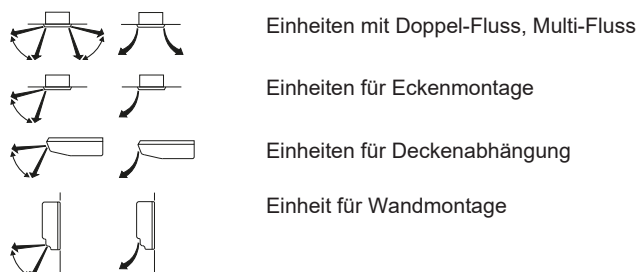 Einheiten mit Doppel-Fluss, Multi-Fluss
Einheiten für Eckenmontage
Einheiten für Deckenabhängung
Einheit für Wandmontage